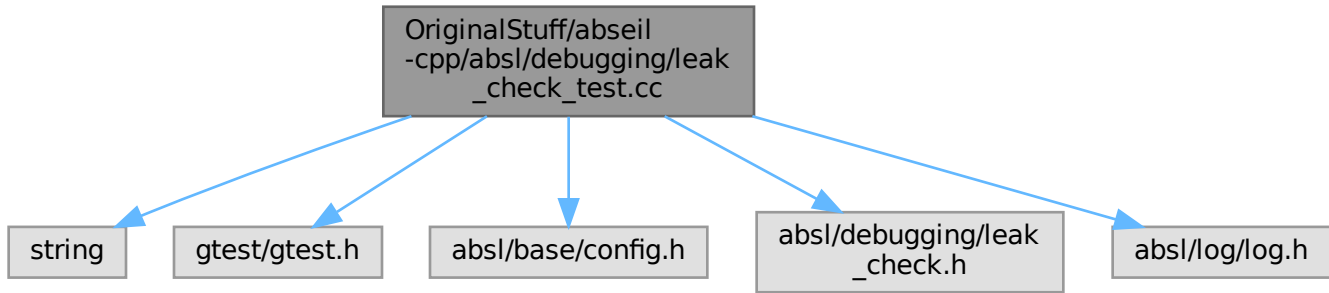 OriginalStuff/abseil
-cpp/absl/debugging/leak
_check_test.cc
string
gtest/gtest.h
absl/base/config.h
absl/debugging/leak
_check.h
absl/log/log.h